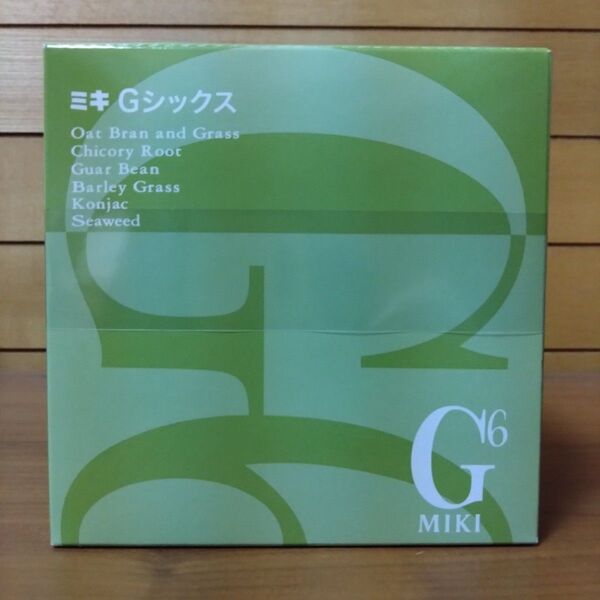 ミキ Gシックス
Oat Bran and Grass
Chicory Root
Guar Bean
Barley Grass
Konjac
Seaweed
G6
MIKI